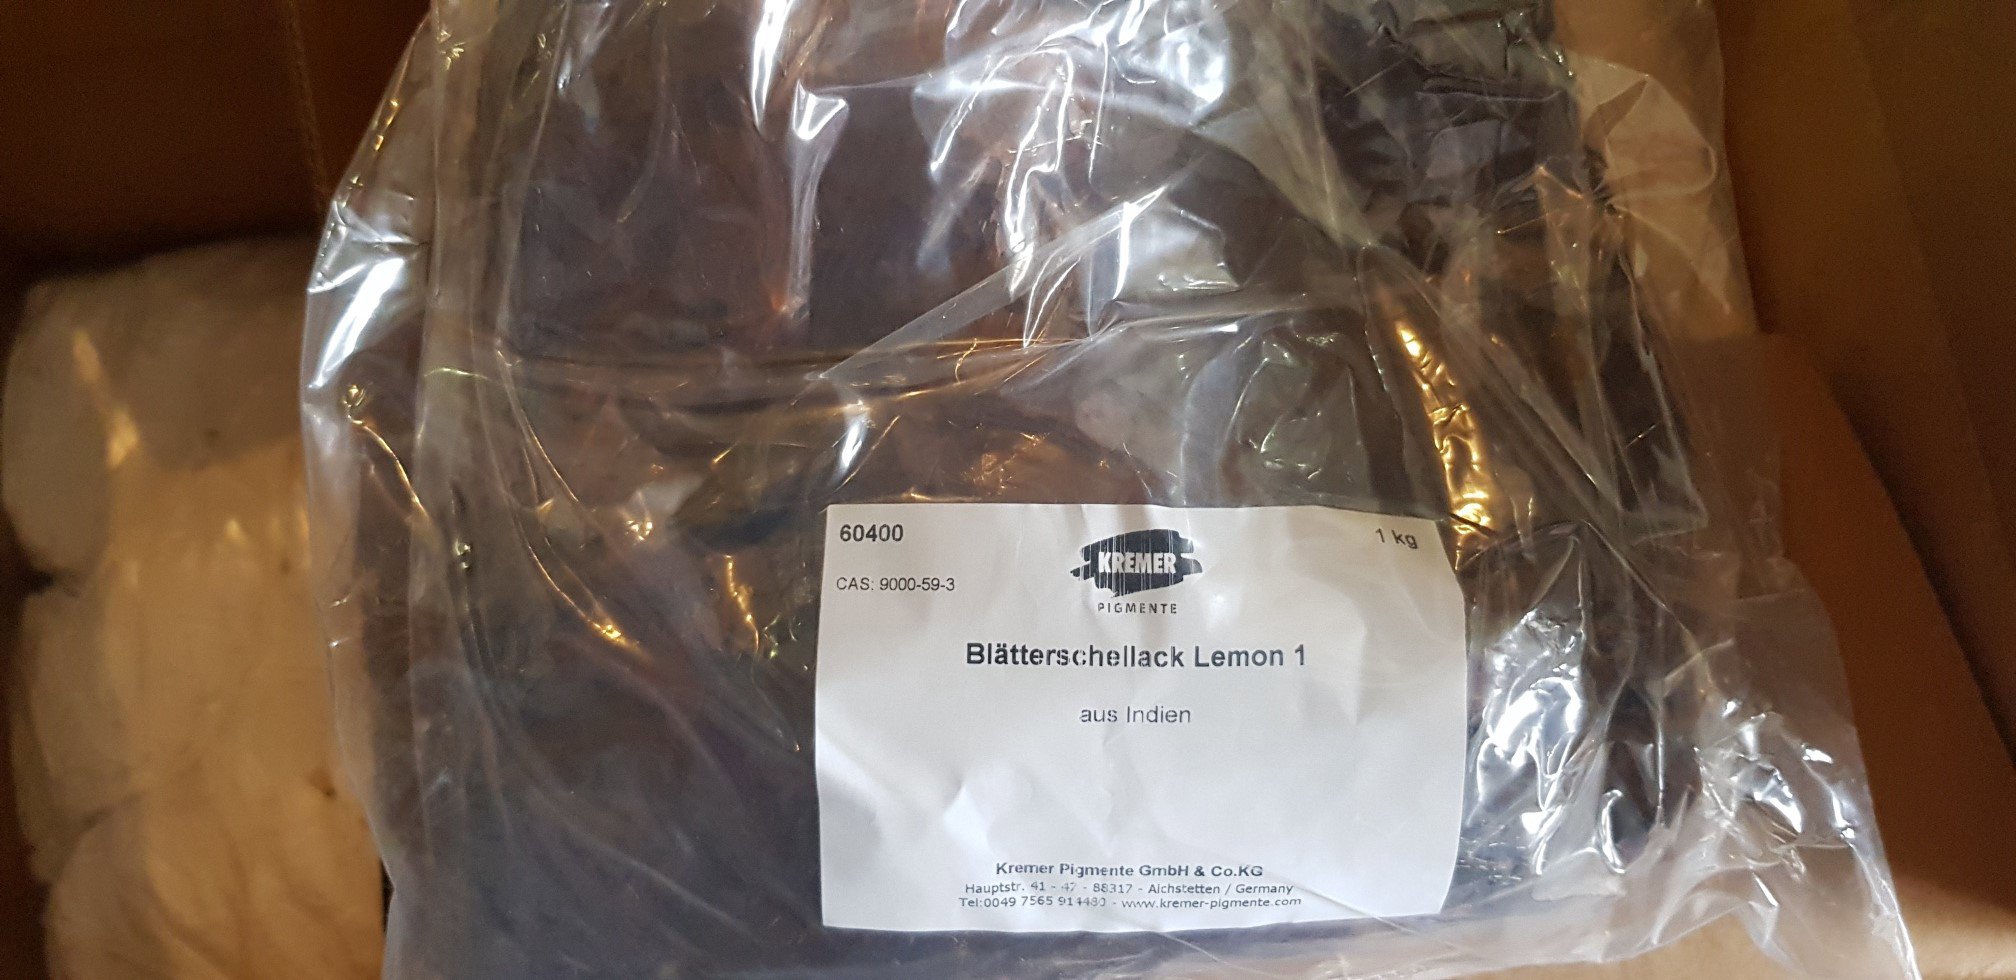 60400
1 kg
CAS: 9000-59-3
KREMER
PIGMENTE
Blätterschellack Lemon 1
aus Indien
Kremer Pigmente GmbH & Co.KG
Hauptstr. 41 - 47 - 88317 - Aichstetten / Germany
Tel:0049 7565 914480 - www.kremer-pigmente.com